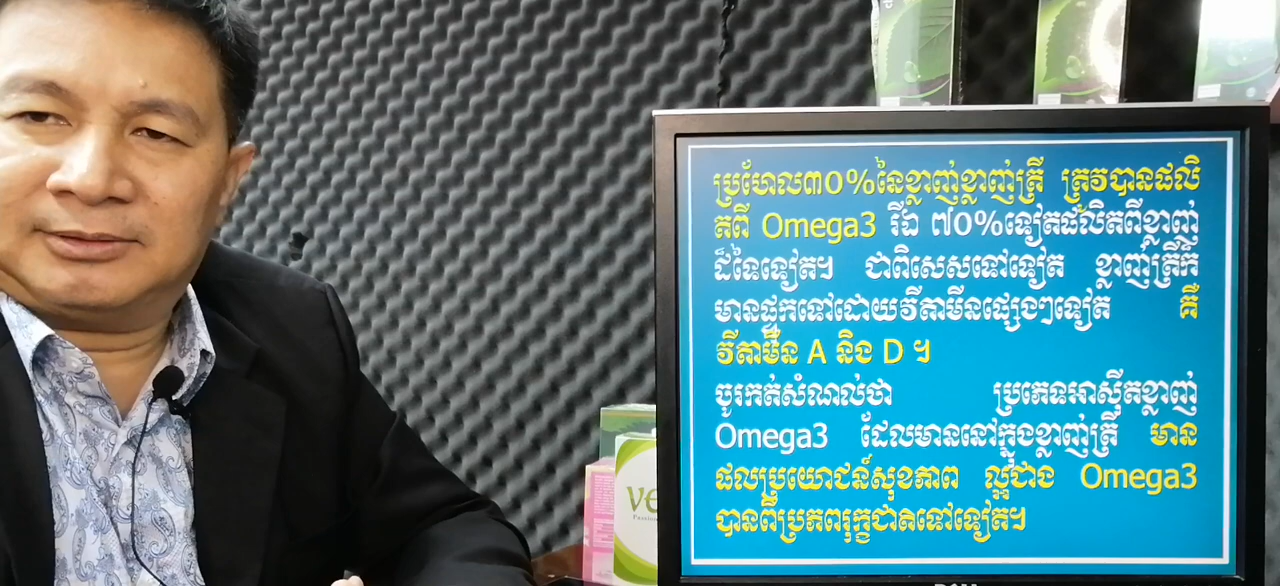 ប្រហែល៣០%នៃខ្លាញ់ខ្លាញ់ត្រី ត្រូវបានផលិ
តពី Omega3 រីឯ ៧០%ទៀតផលិតពីខ្លាញ់
ដ៏ទៃទៀត។ ជាពិសេសទៅទៀត ខ្លាញ់ត្រីក៏
មានផ្ទុកទៅដោយវីតាមីនផ្សេងៗទៀត គឺ
វីតាមីន A និង D ។
ចូរកត់សំណល់ថា ប្រភេទអាស៊ីតខ្លាញ់
Omega3 ដែលមាននៅក្នុងខ្លាញ់ត្រី មាន
ផលប្រយោជន៍សុខភាព ល្អជាង Omega3
បានពីប្រភពរុក្ខជាតិទៅទៀត។